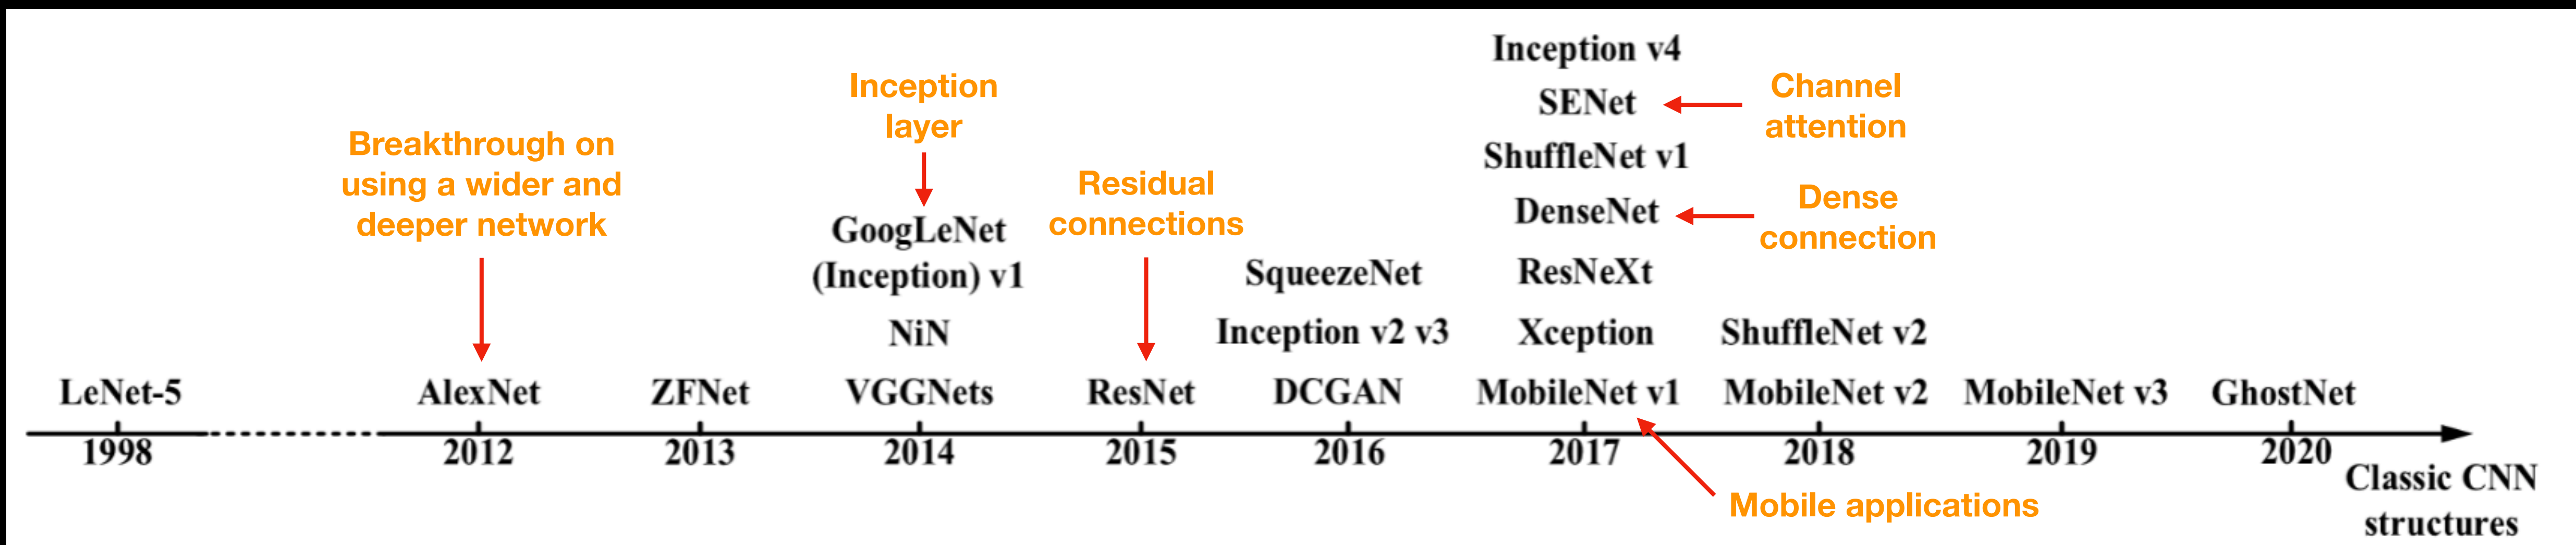 Breakthrough on
using a wider and
deeper network
Inception
layer
Residual
connections
Channel
attention
Dense
connection
Mobile applications
LeNet-5
AlexNet
ZFNet
GoogLeNet
(Inception) v1
NiN
VGGNets
ResNet
SqueezeNet
Inception v2 v3
DCGAN
Inception v4
SENet
ShuffleNet v1
DenseNet
ResNeXt
Xception
MobileNet v1
ShuffleNet v2
MobileNet v2
MobileNet v3
GhostNet
1998
2012
2013
2014
2015
2016
2017
2018
2019
2020
Classic CNN
structures